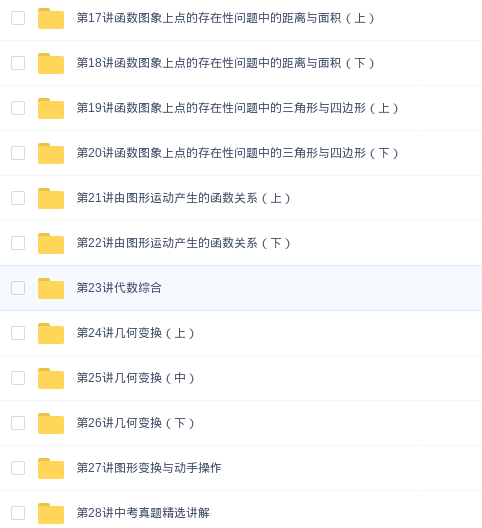 第17讲函数图象上点的存在性问题中的距离与面积（上）
第18讲函数图象上点的存在性问题中的距离与面积（下）
第19讲函数图象上点的存在性问题中的三角形与四边形（上）
第20讲函数图象上点的存在性问题中的三角形与四边形（下）
第21讲由图形运动产生的函数关系（上）
第22讲由图形运动产生的函数关系（下）
第23讲代数综合
第24讲几何变换（上）
第25讲几何变换（中）
第26讲几何变换（下）
第27讲图形变换与动手操作
第28讲中考真题精选讲解